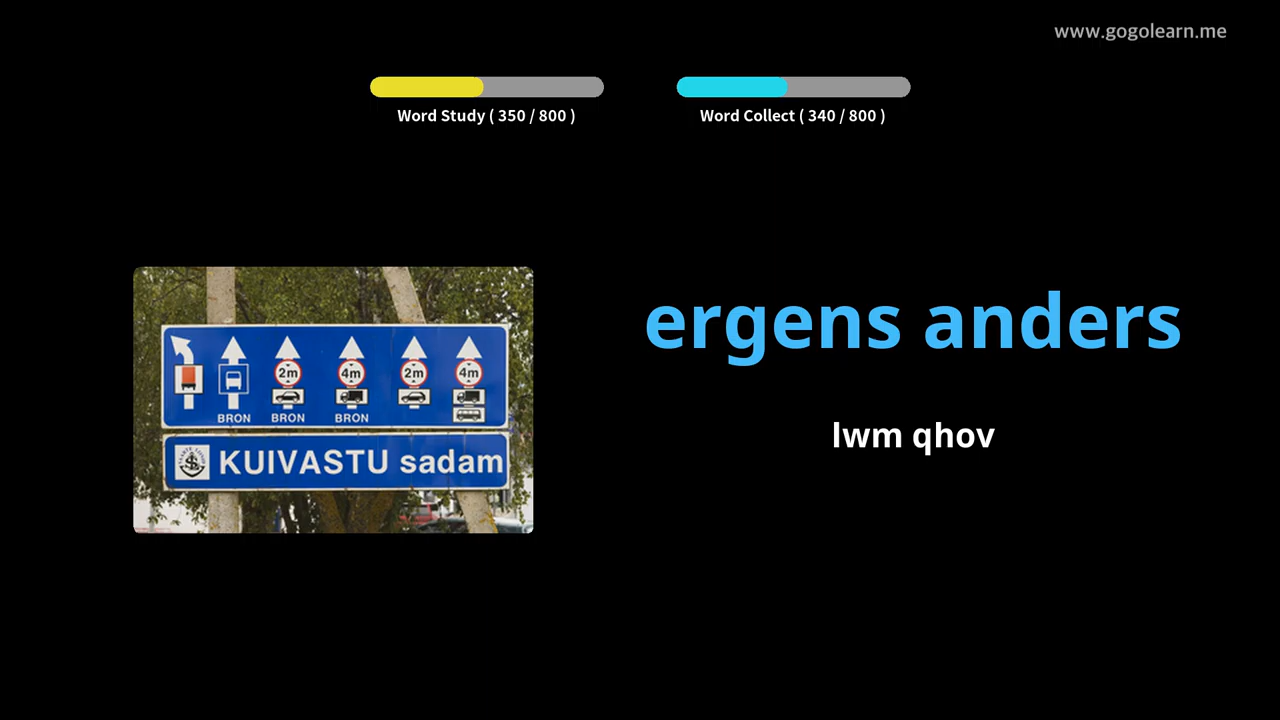 www.gogolearn.me
Word Study ( 350 / 800 )
Word Collect ( 340 / 800 )
ergens anders
lwm qhov
2m 4m 2m 4m
BRON BRON BRON
KUIVASTU sadam